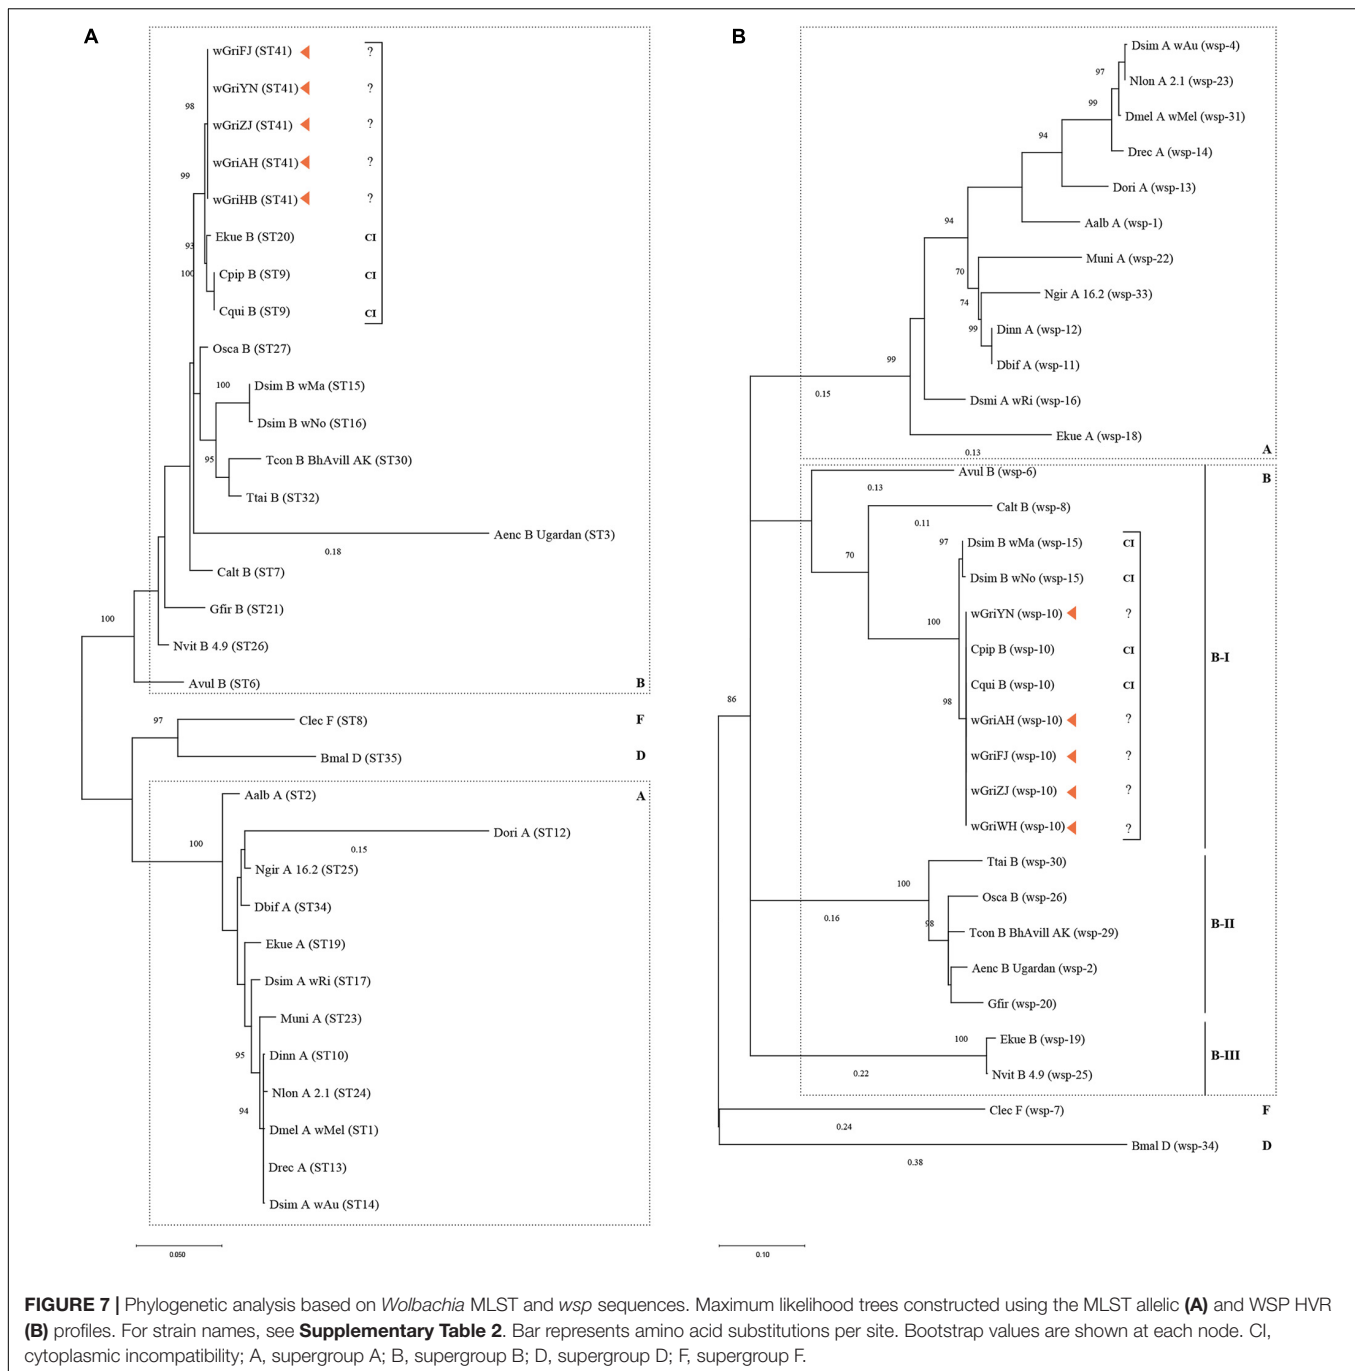 A
wGriFJ (ST41) ?
98
wGriYN (ST41) ?
wGriZJ (ST41) ?
wGriAH (ST41) ?
99
wGriHB (ST41) ?
Ekue B (ST20) CI
93
Cpip B (ST9) CI
100
Cqui B (ST9) CI
Osca B (ST27)
100
Dsim B wMa (ST15)
Dsim B wNo (ST16)
95
Tcon B BhAvill AK (ST30)
Ttai B (ST32)
Aenc B Ugardan (ST3)
0.18
Calt B (ST7)
Gfir B (ST21)
100
Nvit B 4.9 (ST26)
Avul B (ST6)
B
97
Clec F (ST8) F
Bmal D (ST35) D
Aalb A (ST2) A
Dori A (ST12)
100
0.15
Ngir A 16.2 (ST25)
Dbif A (ST34)
Ekue A (ST19)
Dsim A wRi (ST17)
Muni A (ST23)
95
Dinn A (ST10)
Nlon A 2.1 (ST24)
94
Dmel A wMel (ST1)
Drec A (ST13)
Dsim A wAu (ST14)
0.050
B
Dsim A wAu (wsp-4)
97
Nlon A 2.1 (wsp-23)
99
Dmel A wMel (wsp-31)
94
Drec A (wsp-14)
Dori A (wsp-13)
94
Aalb A (wsp-1)
Muni A (wsp-22)
70
Ngir A 16.2 (wsp-33)
74
Dinn A (wsp-12)
99
Dbif A (wsp-11)
99
0.15
Dsmi A wRi (wsp-16)
Ekue A (wsp-18)
A
0.13
Avul B (wsp-6)
B
0.13
Calt B (wsp-8)
0.11
97
Dsim B wMa (wsp-15) CI
70
Dsim B wNo (wsp-15) CI
wGriYN (wsp-10) ?
100
Cpip B (wsp-10) CI
B-I
Cqui B (wsp-10) CI
86
98
wGriAH (wsp-10) ?
wGriFJ (wsp-10) ?
wGriZJ (wsp-10) ?
wGriWH (wsp-10) ?
Ttai B (wsp-30)
100
Osca B (wsp-26)
0.16
98
B-II
Tcon B BhAvill AK (wsp-29)
Aenc B Ugardan (wsp-2)
Gfir (wsp-20)
100
Ekue B (wsp-19)
B-III
0.22
Nvit B 4.9 (wsp-25)
Clec F (wsp-7) F
0.24
Bmal D (wsp-34) D
0.38
0.10
FIGURE 7 | Phylogenetic analysis based on Wolbachia MLST and wsp sequences. Maximum likelihood trees constructed using the MLST allelic (A) and WSP HVR
(B) profiles. For strain names, see Supplementary Table 2. Bar represents amino acid substitutions per site. Bootstrap values are shown at each node. CI,
cytoplasmic incompatibility; A, supergroup A; B, supergroup B; D, supergroup D; F, supergroup F.